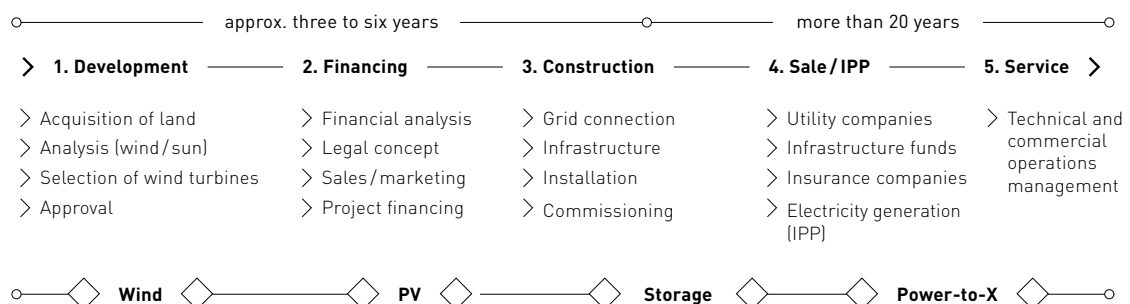 approx. three to six years
more than 20 years
1. Development
2. Financing
3. Construction
4. Sale/IPP
5. Service
Acquisition of land
Analysis (wind/sun)
Selection of wind turbines
Approval
Financial analysis
Legal concept
Sales/marketing
Project financing
Grid connection
Infrastructure
Installation
Commissioning
Utility companies
Infrastructure funds
Insurance companies
Electricity generation
(IPP)
Technical and
commercial
operations
management
Wind
PV
Storage
Power-to-X